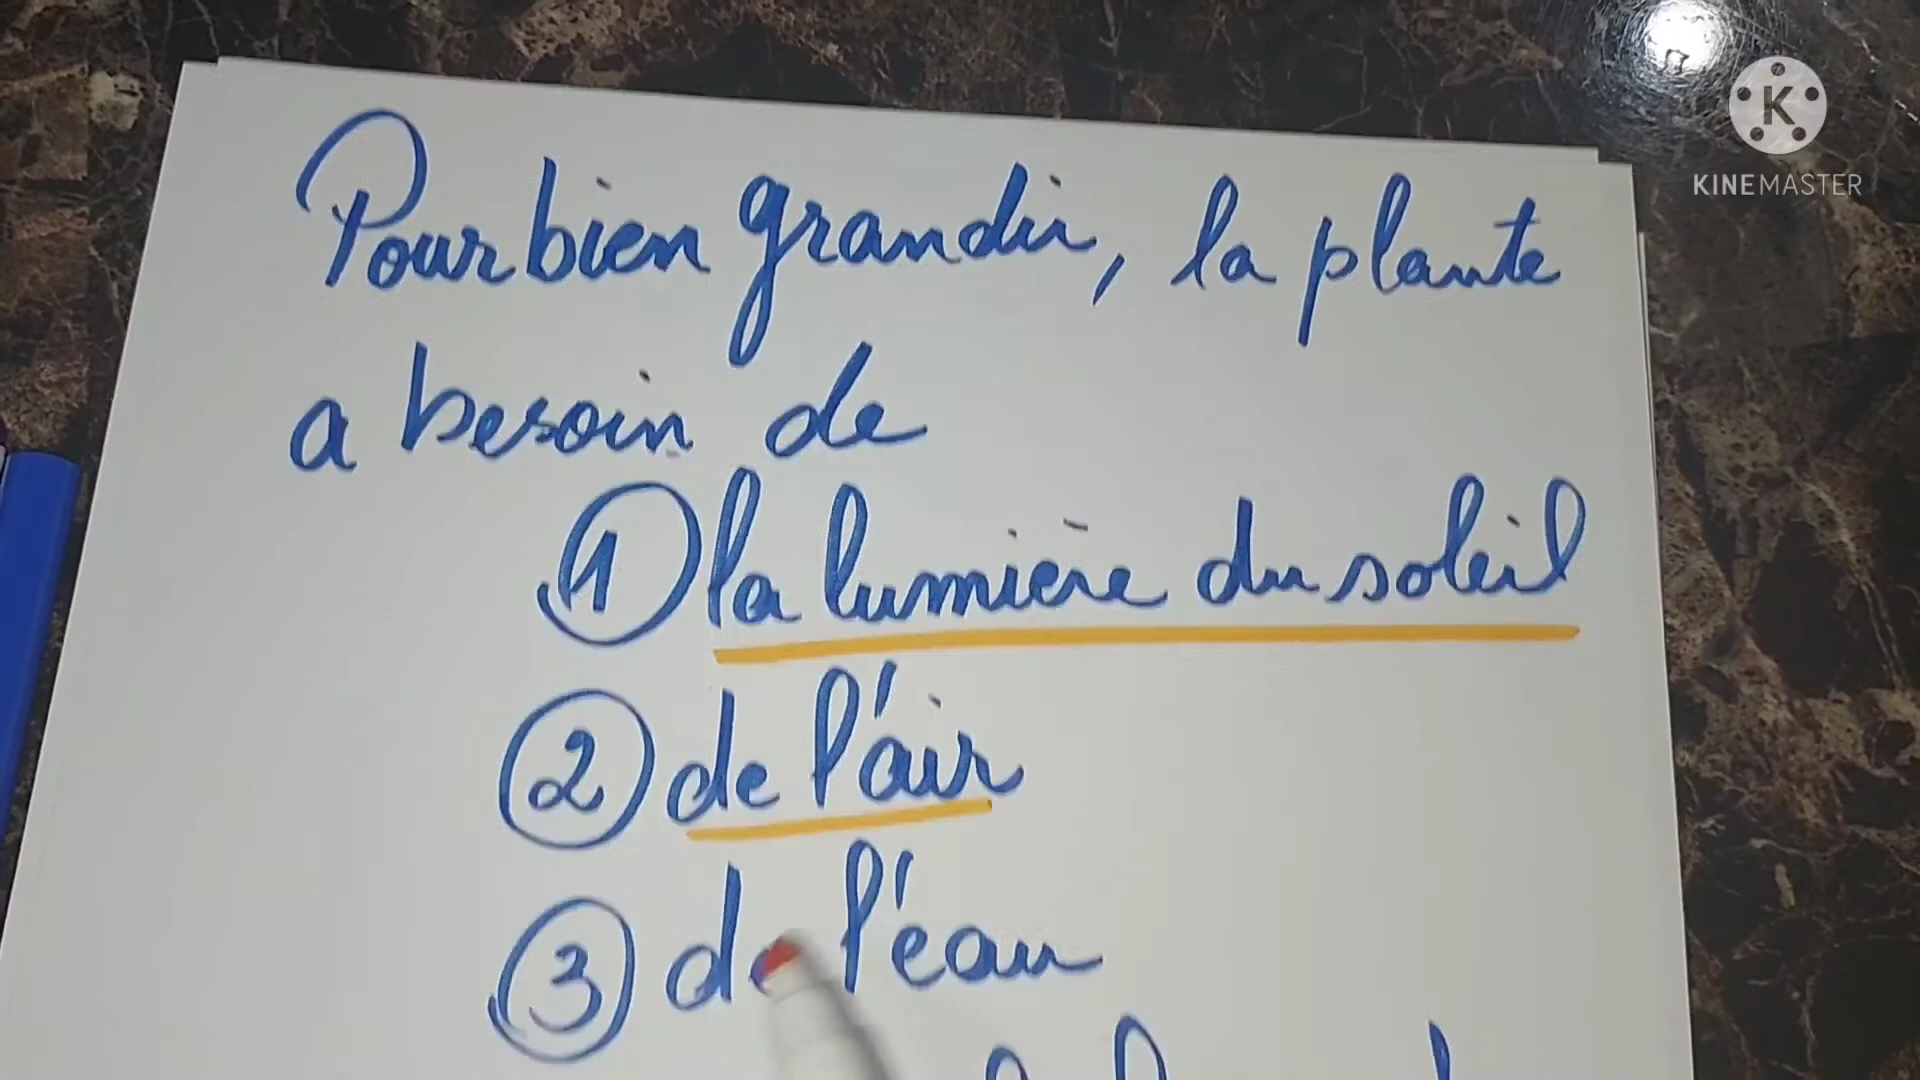 KINEMASTER
Pour bien grandir, la plante
a besoin de
1 la lumière du soleil
2 de l'air
3 de l'eau